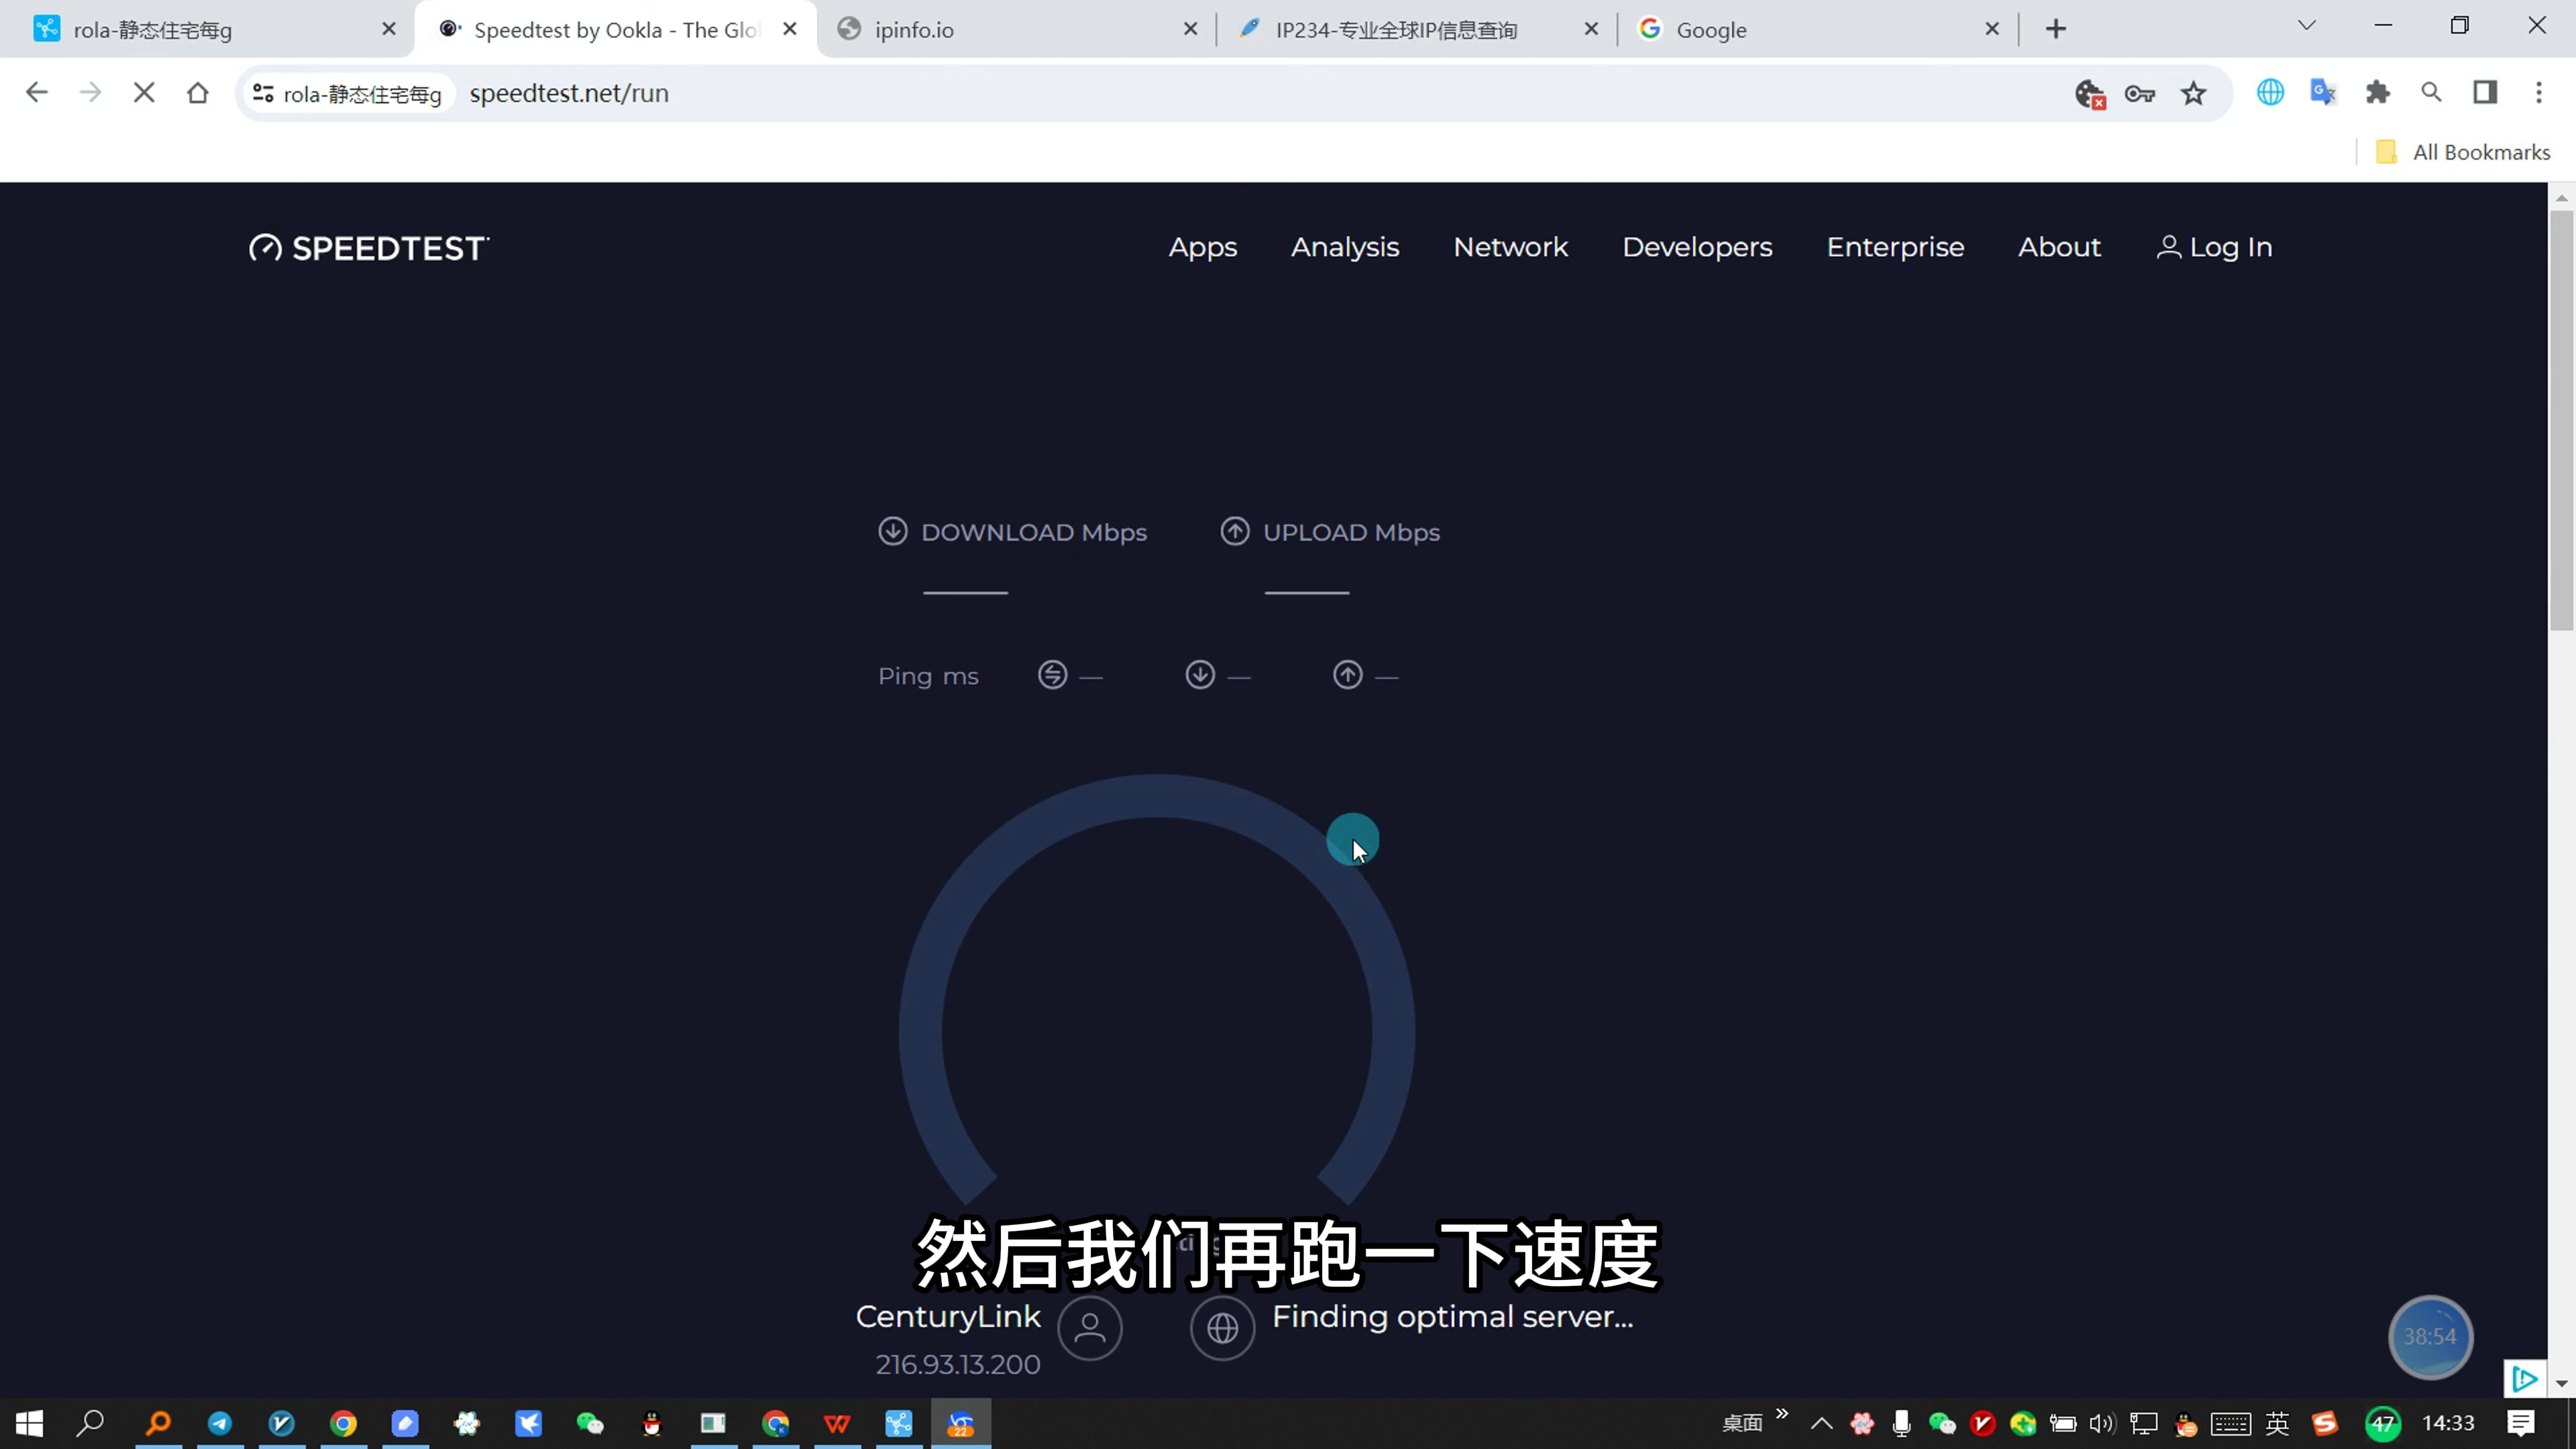 rola-静态住宅每g
Speedtest by Ookla - The Glo
ipinfo.io
IP234-专业全球IP信息查询
Google
rola-静态住宅每g
speedtest.net/run
All Bookmarks
SPEEDTEST
Apps
Analysis
Network
Developers
Enterprise
About
Log In
DOWNLOAD Mbps
UPLOAD Mbps
Ping ms
然后我们再跑一下速度
CenturyLink
Finding optimal server...
216.93.13.200
38:54
22
桌面
英
47
14:33